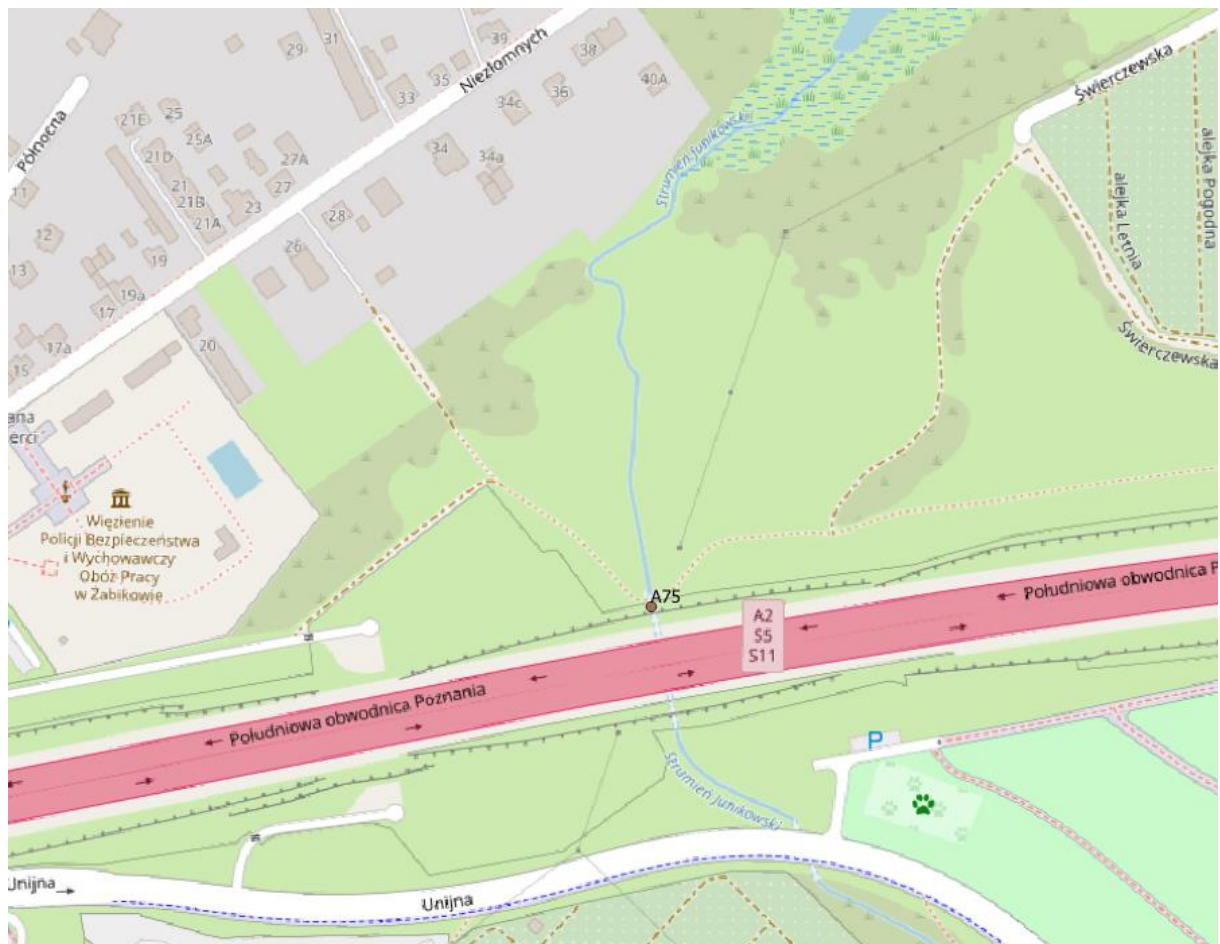 31
39
38
29
35
Niezłomnych
33
34c
36
40A
Świerczewska
Północna
21E
25
25A
21D
27A
34
34a
Strumień Junikowski
alejka Pogodna
alejka Letnia
11
21
27
21B
23
21A
28
12
26
19
13
19a
17
17a
20
15
Świerczewska
Więzienie
Policji Bezpieczeństwa
i Wychowawczy
Obóz Pracy
w Żabikowie
A75
A2
S5
S11
Południowa obwodnica P
Południowa obwodnica Poznania
P
Strumień Junikowski
Unijna
Unijna